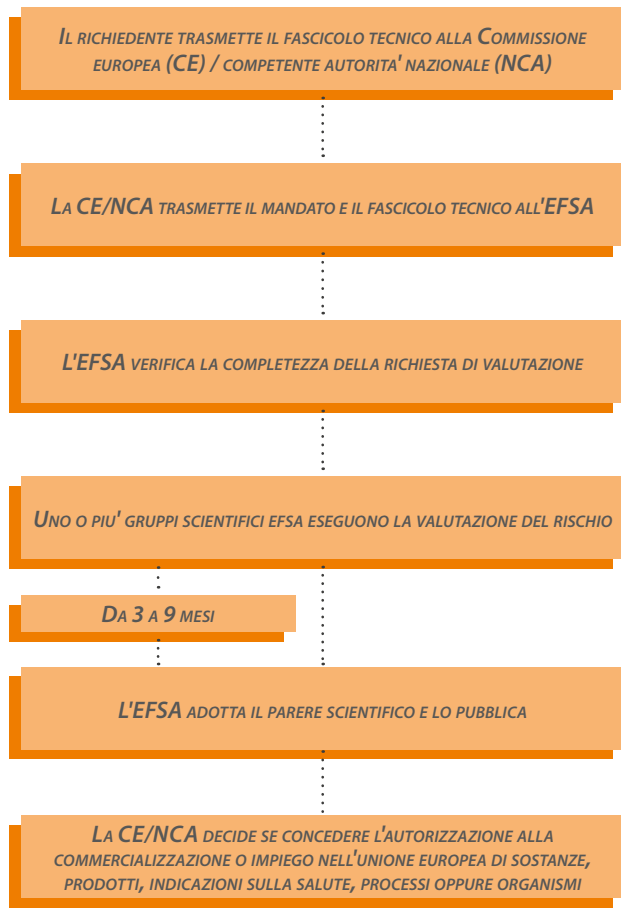 Il richiedente trasmette il fascicolo tecnico alla Commissione
europea (CE) / competente autorita' nazionale (NCA)
La CE/NCA trasmette il mandato e il fascicolo tecnico all'EFSA
L'EFSA verifica la completezza della richiesta di valutazione
Uno o piu' gruppi scientifici efsa eseguono la valutazione del rischio
Da 3 a 9 mesi
L'EFSA adotta il parere scientifico e lo pubblica
La CE/NCA decide se concedere l'autorizzazione alla
commercializzazione o impiego nell'unione europea di sostanze,
prodotti, indicazioni sulla salute, processi oppure organismi